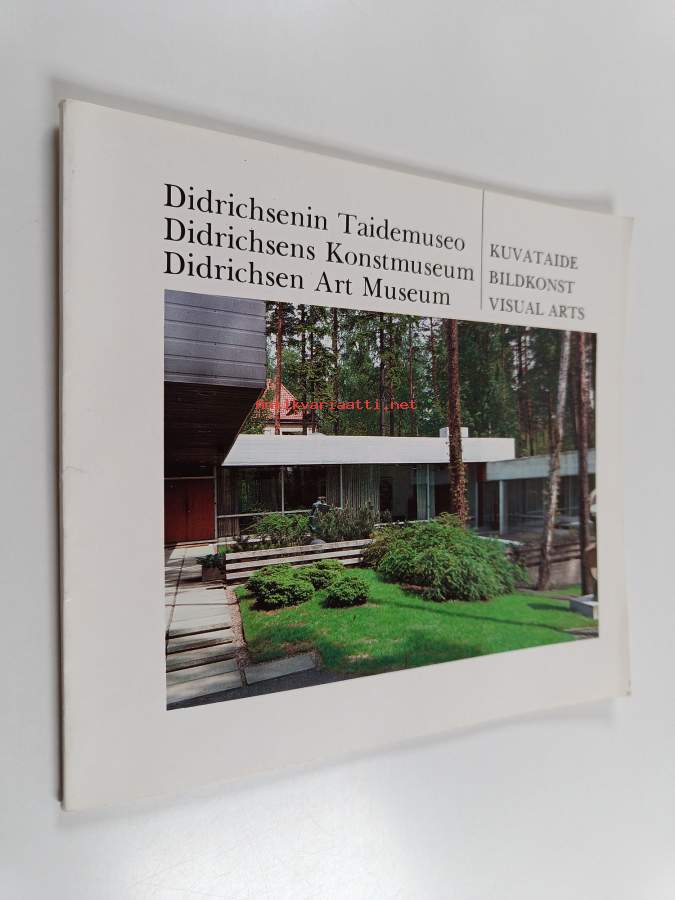 Didrichsenin Taidemuseo
Didrichsens Konstmuseum
Didrichsen Art Museum
KUVATAIDE
BILDKONST
VISUAL ARTS
Antikvariaatti.net